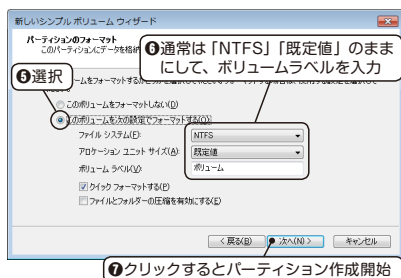 新しいシンプル ボリューム ウィザード
パーティションのフォーマット
このパーティションにデータを格納
❻通常は「NTFS」「既定値」のまま
にして、ボリュームラベルを入力
❺選択
このボリュームをフォーマットしない(D)
このボリュームを次の設定でフォーマットする(O):
ファイル システム(F):
NTFS
アロケーション ユニット サイズ(A):
既定値
ボリューム ラベル(V):
ボリューム
クイック フォーマットする(P)
ファイルとフォルダーの圧縮を有効にする(E)
< 戻る(B)
次へ(N) >
キャンセル
❼クリックするとパーティション作成開始